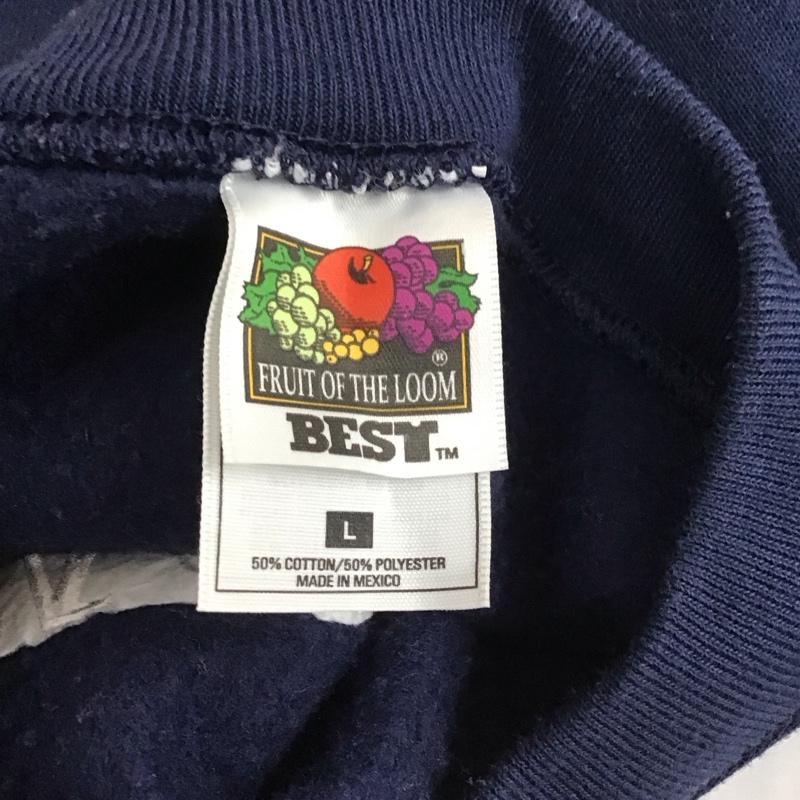 ®
FRUIT OF THE LOOM
BEST™
L
50% COTTON/50% POLYESTER
MADE IN MEXICO